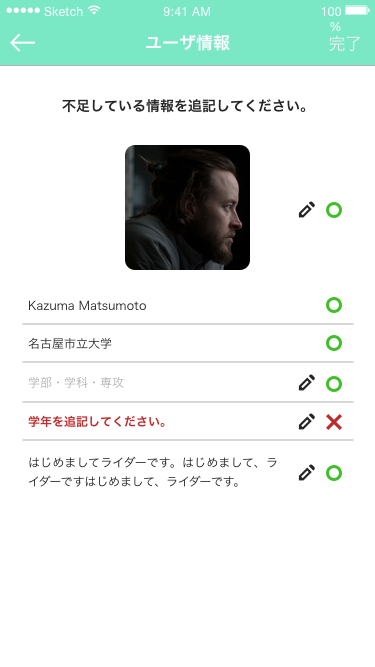 Sketch 9:41 AM 100
%
ユーザ情報 完了
不足している情報を追記してください。
Kazuma Matsumoto
名古屋市立大学
学部・学科・専攻
学年を追記してください。
はじめましてライダーです。はじめまして、ラ
イダーですはじめまして、ライダーです。